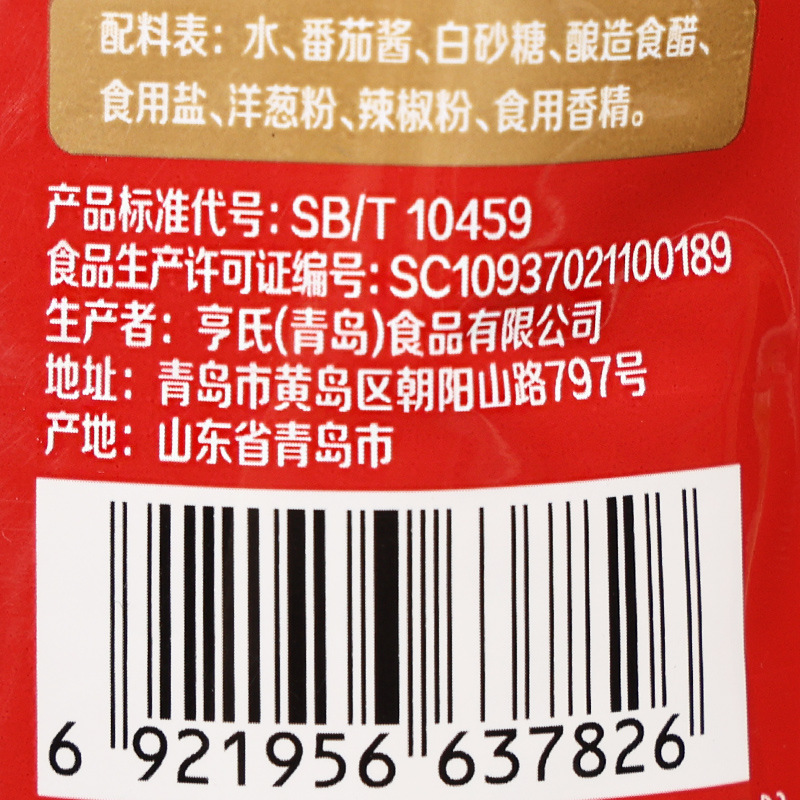 配料表：水、番茄酱、白砂糖、酿造食醋、
食用盐、洋葱粉、辣椒粉、食用香精。
产品标准代号：SB/T 10459
食品生产许可证编号：SC10937021100189
生产者：亨氏(青岛)食品有限公司
地址：青岛市黄岛区朝阳山路797号
产地：山东省青岛市
6 921956 637826